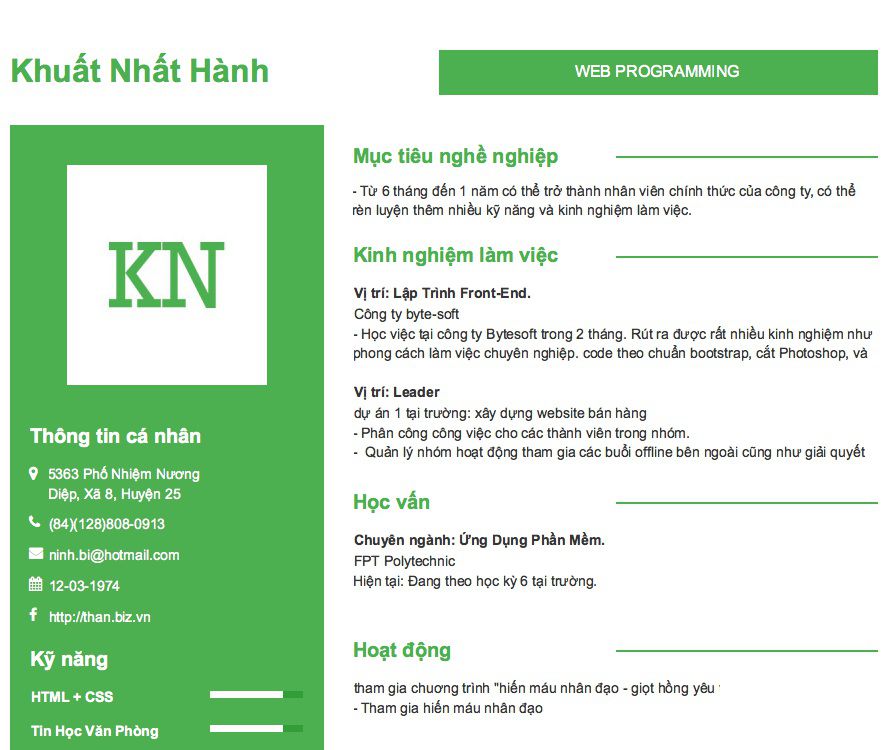 Khuất Nhất Hành
WEB PROGRAMMING
KN
Thông tin cá nhân
5363 Phố Nhiệm Nương
Diệp, Xã 8, Huyện 25
(84)(128)808-0913
ninh.bi@hotmail.com
12-03-1974
http://than.biz.vn
Kỹ năng
HTML + CSS
Tin Học Văn Phòng
Mục tiêu nghề nghiệp
- Từ 6 tháng đến 1 năm có thể trở thành nhân viên chính thức của công ty, có thể
rèn luyện thêm nhiều kỹ năng và kinh nghiệm làm việc.
Kinh nghiệm làm việc
Vị trí: Lập Trình Front-End.
Công ty byte-soft
- Học việc tại công ty Bytesoft trong 2 tháng. Rút ra được rất nhiều kinh nghiệm như
phong cách làm việc chuyên nghiệp. code theo chuẩn bootstrap, cắt Photoshop, và
Vị trí: Leader
dự án 1 tại trường: xây dựng website bán hàng
- Phân công công việc cho các thành viên trong nhóm.
- Quản lý nhóm hoạt động tham gia các buổi offline bên ngoài cũng như giải quyết
Học vấn
Chuyên ngành: Ứng Dụng Phần Mềm.
FPT Polytechnic
Hiện tại: Đang theo học kỳ 6 tại trường.
Hoạt động
tham gia chương trình "hiến máu nhân đạo - giọt hồng yêu
- Tham gia hiến máu nhân đạo